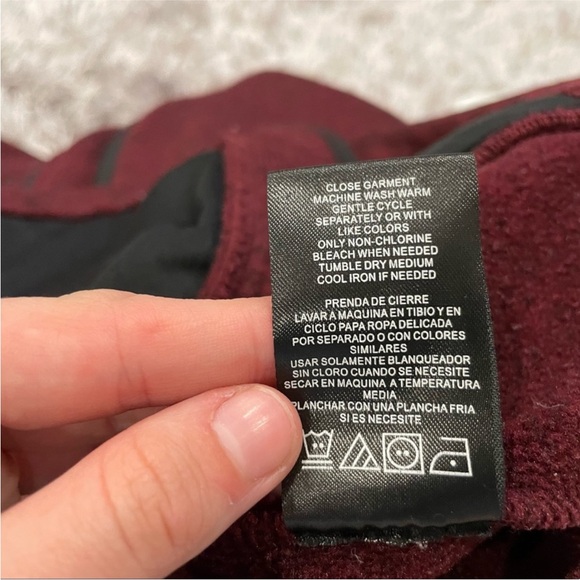 CLOSE GARMENT
MACHINE WASH WARM
GENTLE CYCLE
SEPARATELY OR WITH
LIKE COLORS
ONLY NON-CHLORINE
BLEACH WHEN NEEDED
TUMBLE DRY MEDIUM
COOL IRON IF NEEDED
PRENDA DE CIERRE
LAVAR A MAQUINA EN TIBIO Y EN
CICLO PAPA ROPA DELICADA
POR SEPARADO O CON COLORES
SIMILARES
USAR SOLAMENTE BLANQUEADOR
SIN CLORO CUANDO SE NECESITE
SECAR EN MAQUINA A TEMPERATURA
MEDIA
PLANCHAR CON UNA PLANCHA FRIA
SI ES NECESITE